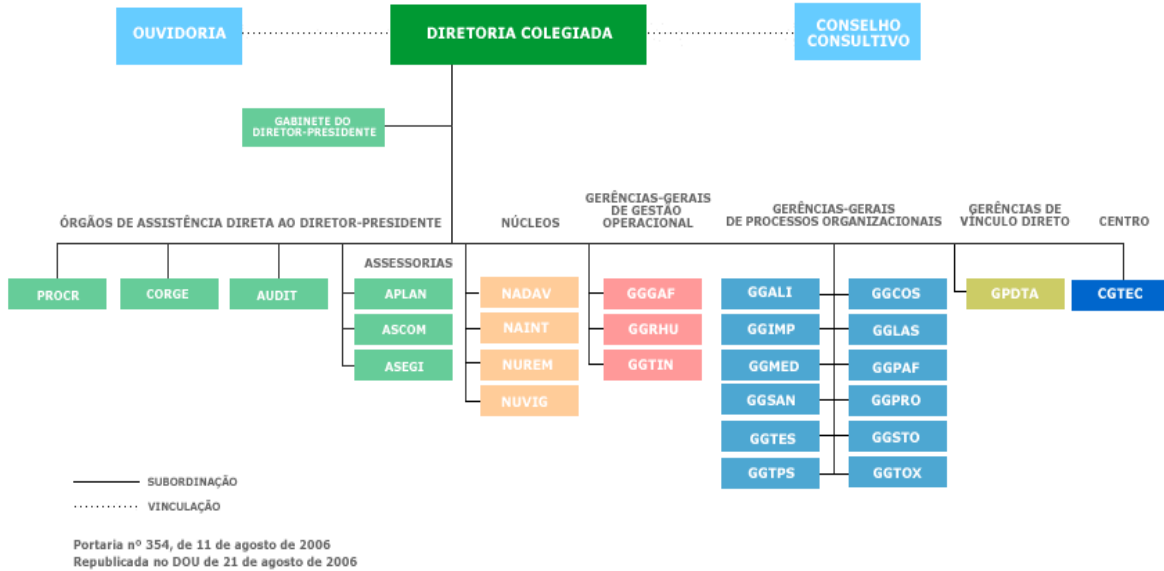 OUVIDORIA
DIRETORIA COLEGIADA
CONSELHO
CONSULTIVO
GABINETE DO
DIRETOR-PRESIDENTE
ÓRGÃOS DE ASSISTÊNCIA DIRETA AO DIRETOR-PRESIDENTE
NÚCLEOS
GERÊNCIAS-GERAIS
DE GESTÃO
OPERACIONAL
GERÊNCIAS-GERAIS
DE PROCESSOS ORGANIZACIONAIS
GERÊNCIAS DE
VÍNCULO DIRETO
CENTRO
PROCR
CORGE
AUDIT
ASSESSORIAS
APLAN
ASCOM
ASEGI
NADAV
NAINT
NUREM
NUVIG
GGGAF
GGRHU
GGTIN
GGALI
GGIMP
GGMED
GGSAN
GGTES
GGTPS
GGCOS
GGLAS
GGPAF
GGPRO
GGSTO
GGTOX
GPDTA
CGTEC
SUBORDINAÇÃO
VINCULAÇÃO
Portaria nº 354, de 11 de agosto de 2006
Republicada no DOU de 21 de agosto de 2006